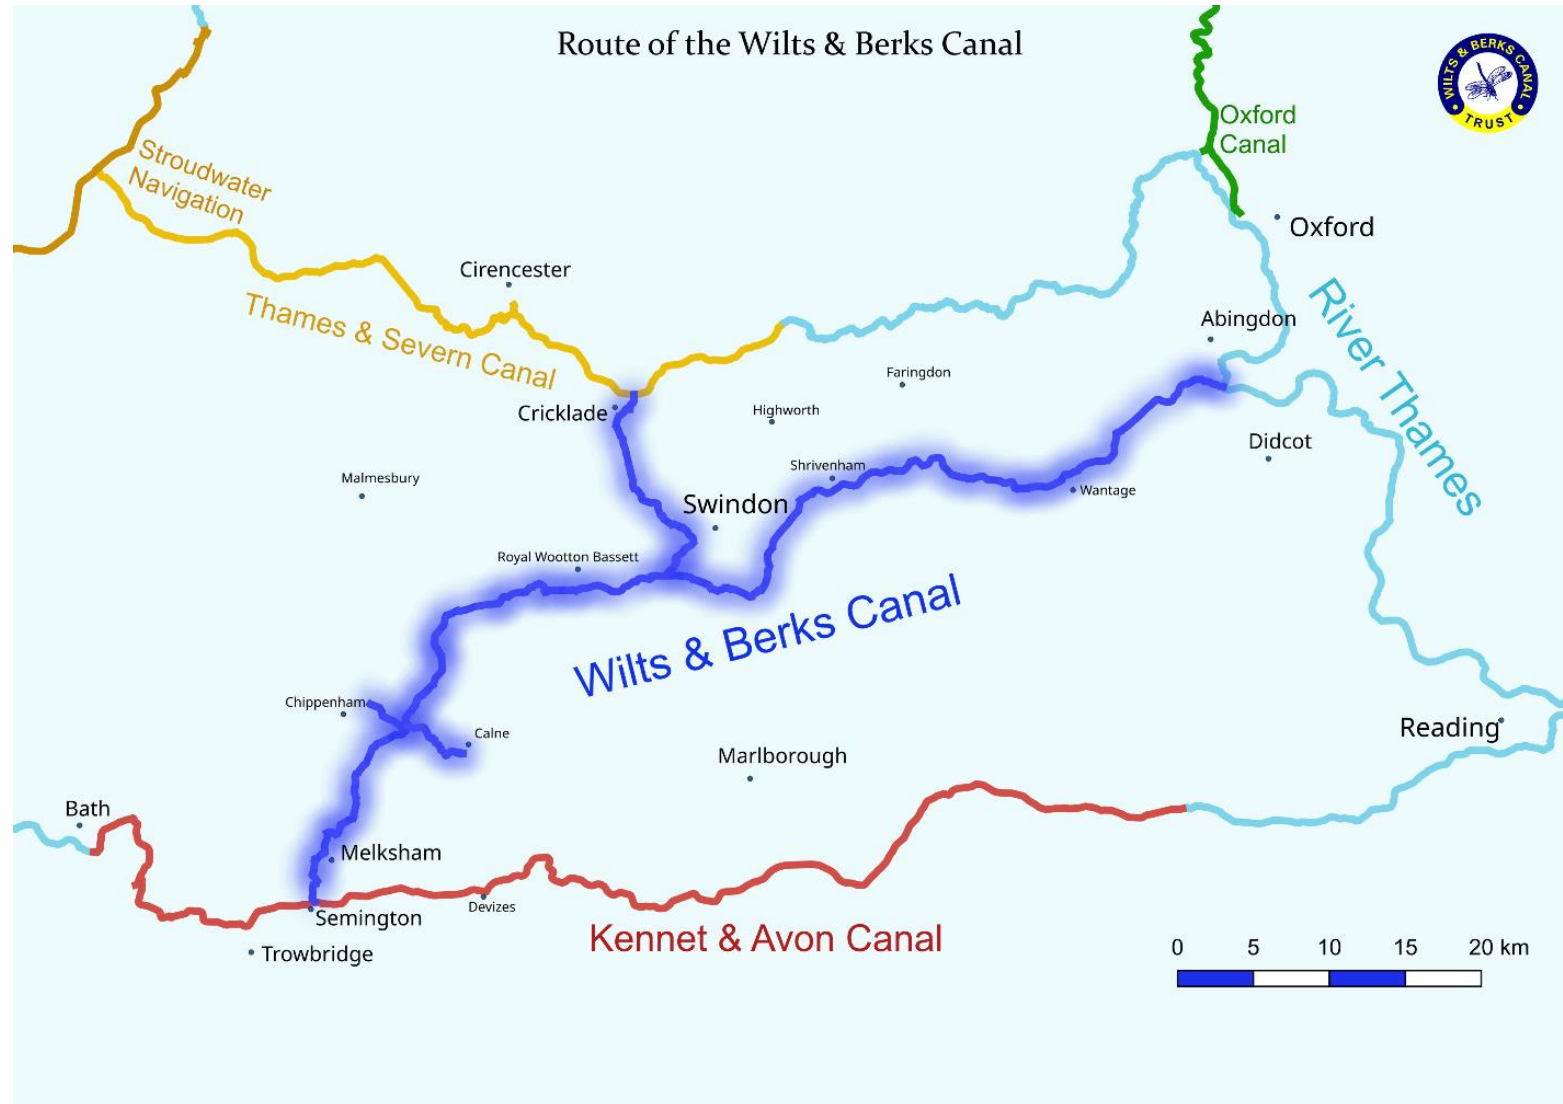 Route of the Wilts & Berks Canal
WILTS & BERKS CANAL
TRUST
Oxford
Canal
Stroudwater
Navigation
Oxford
Cirencester
Thames & Severn Canal
River Thames
Abingdon
Faringdon
Cricklade
Highworth
Didcot
Malmesbury
Shrivenham
Wantage
Swindon
Royal Wootton Bassett
Wilts & Berks Canal
Chippenham
Calne
Reading
Marlborough
Bath
Melksham
Devizes
Semington
Kennet & Avon Canal
Trowbridge
0 5 10 15 20 km